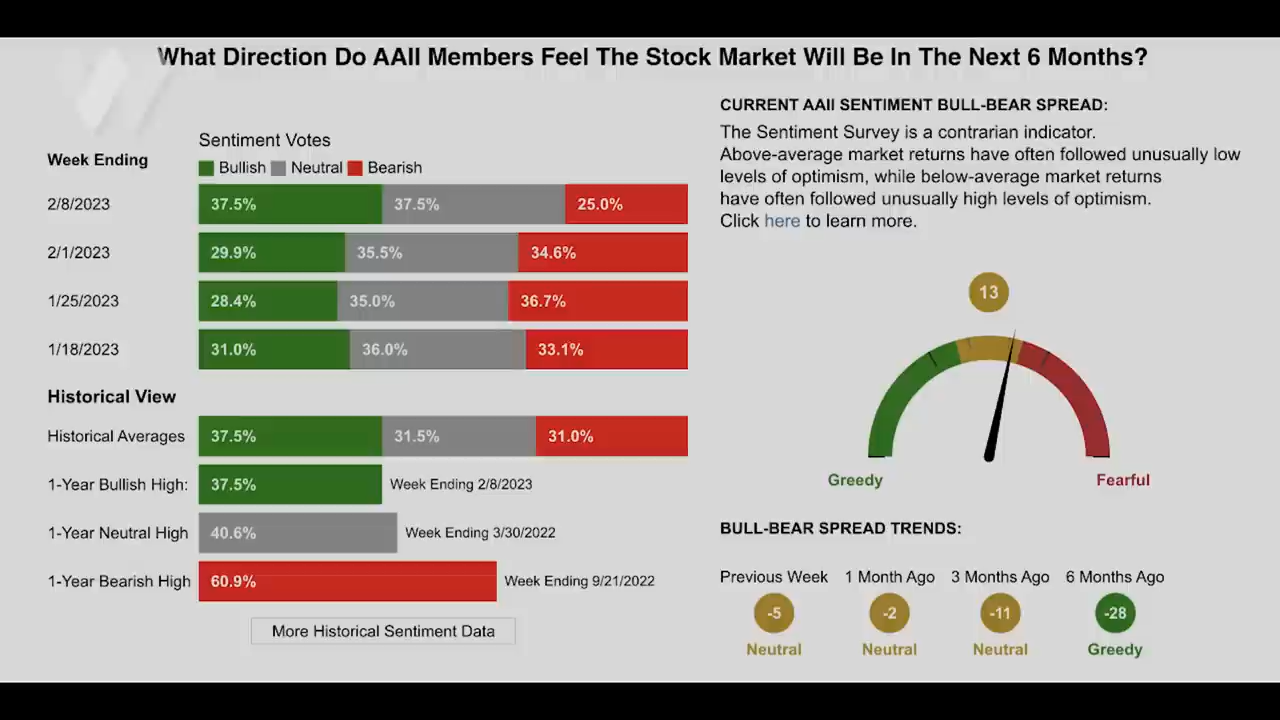 What Direction Do AAII Members Feel The Stock Market Will Be In The Next 6 Months?
Week Ending
Sentiment Votes
Bullish Neutral Bearish
2/8/2023 37.5% 37.5% 25.0%
2/1/2023 29.9% 35.5% 34.6%
1/25/2023 28.4% 35.0% 36.7%
1/18/2023 31.0% 36.0% 33.1%
Historical View
Historical Averages 37.5% 31.5% 31.0%
1-Year Bullish High: 37.5% Week Ending 2/8/2023
1-Year Neutral High 40.6% Week Ending 3/30/2022
1-Year Bearish High 60.9% Week Ending 9/21/2022
More Historical Sentiment Data
CURRENT AAII SENTIMENT BULL-BEAR SPREAD:
The Sentiment Survey is a contrarian indicator.
Above-average market returns have often followed unusually low
levels of optimism, while below-average market returns
have often followed unusually high levels of optimism.
Click here to learn more.
13
Greedy Fearful
BULL-BEAR SPREAD TRENDS:
Previous Week 1 Month Ago 3 Months Ago 6 Months Ago
-5 -2 -11 -28
Neutral Neutral Neutral Greedy